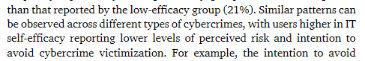 than that reported by the low-efficacy group (21%). Similar patterns can
be observed across different types of cybercrimes, with users higher in IT
self-efficacy reporting lower levels of perceived risk and intention to
avoid cybercrime victimization. For example, the intention to avoid